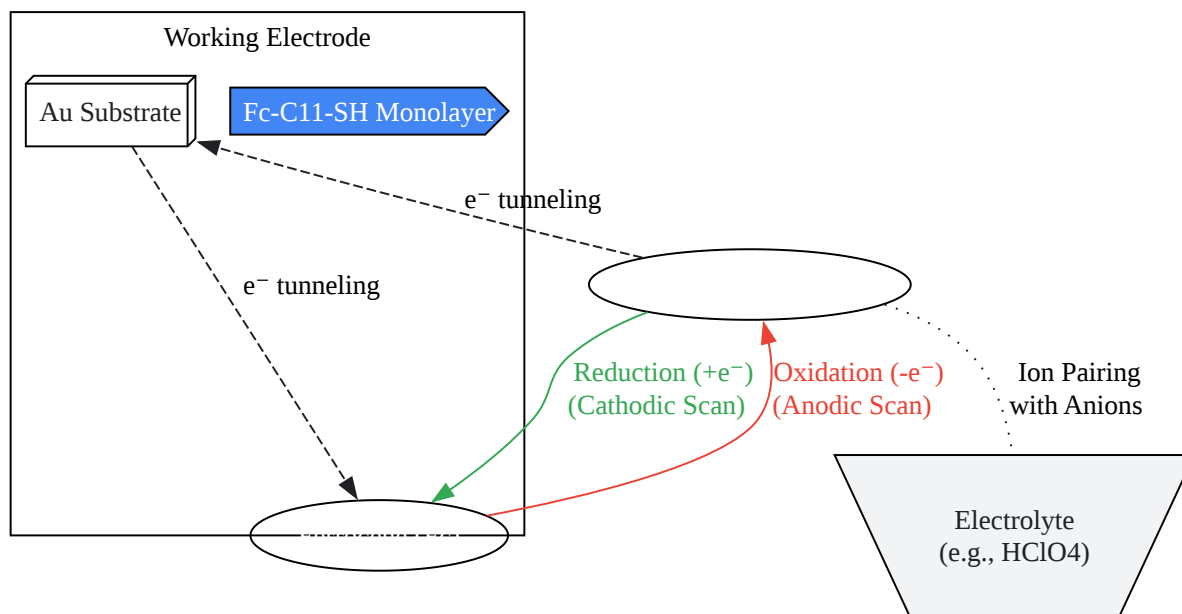 Working Electrode
Au Substrate
Fc-C11-SH Monolayer
e⁻ tunneling
e⁻ tunneling
Reduction (+e⁻)
(Cathodic Scan)
Oxidation (-e⁻)
(Anodic Scan)
Ion Pairing
with Anions
Electrolyte
(e.g., HClO4)